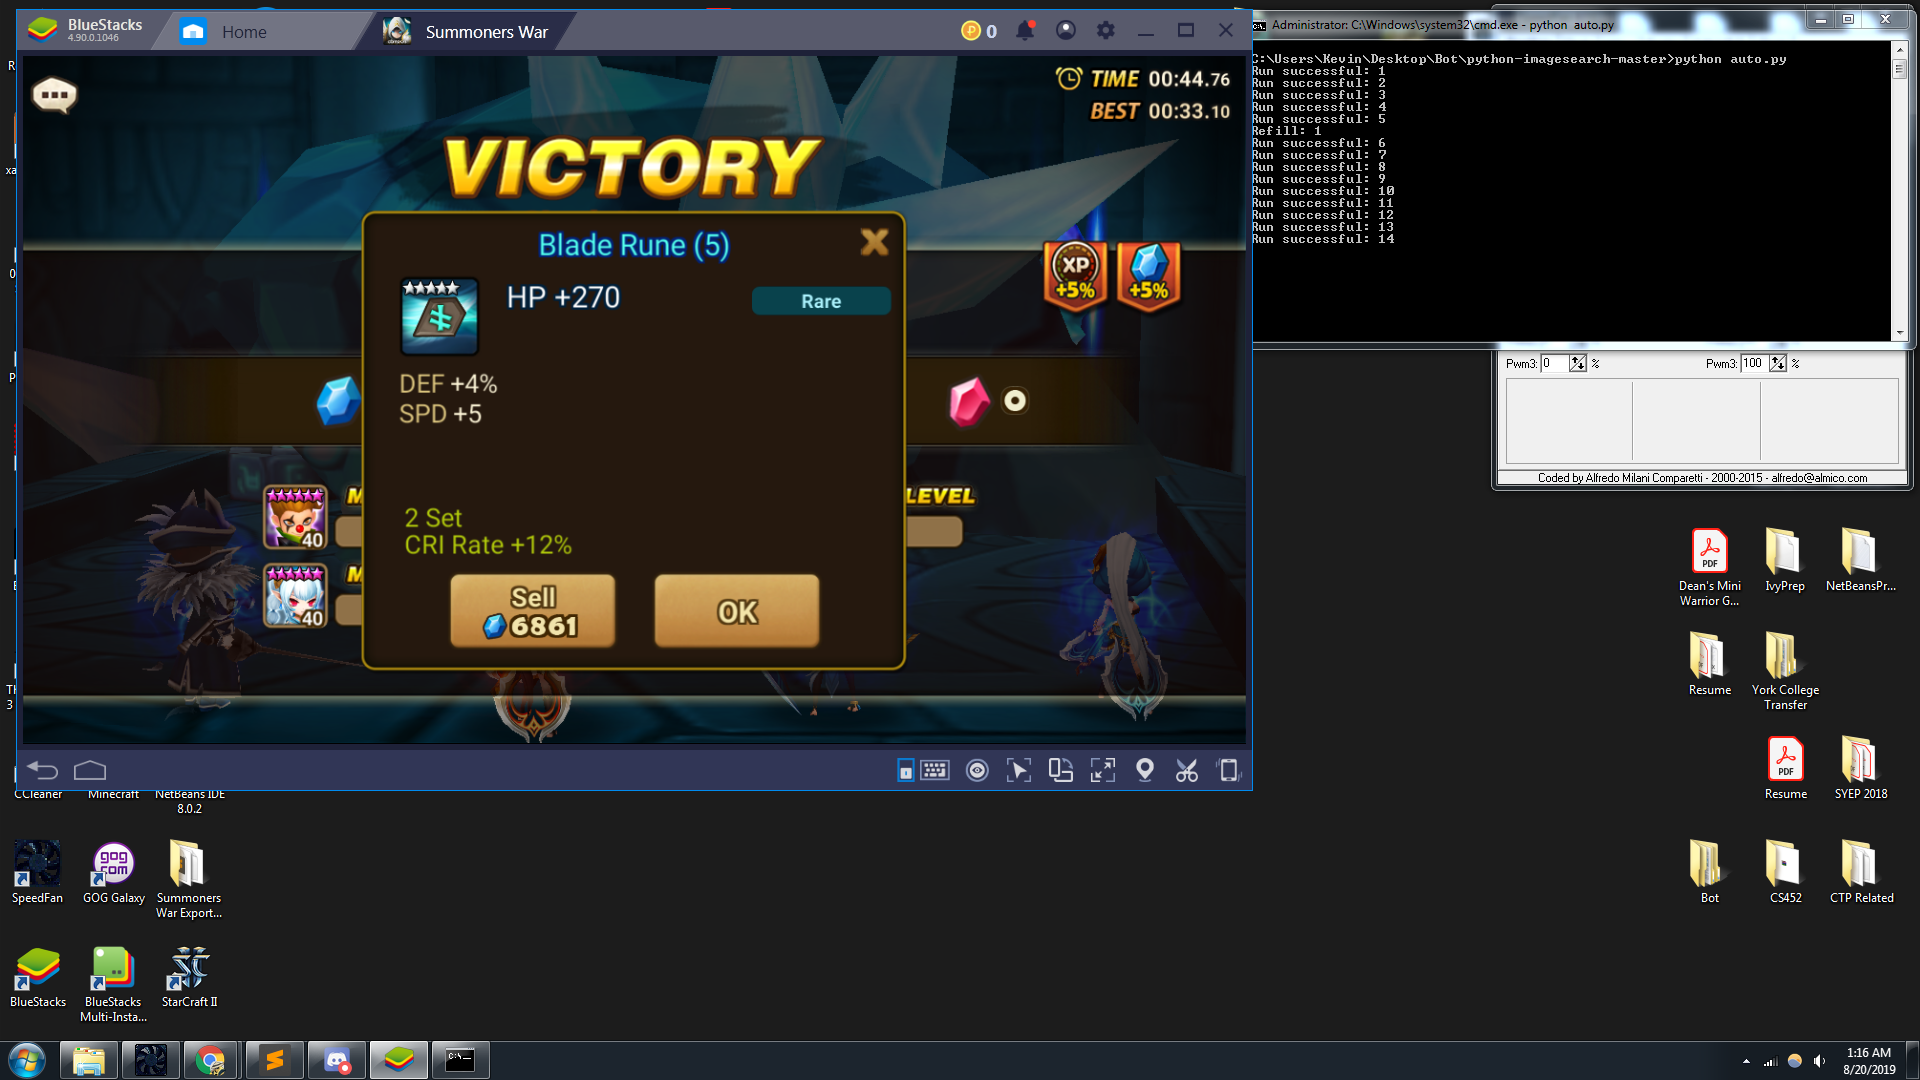 BlueStacks
4.90.0.1046
Home
Summoners War
0
TIME 00:44.76
BEST 00:33.10
VICTORY
Blade Rune (5)
HP +270
Rare
DEF +4%
SPD +5
2 Set
CRI Rate +12%
Sell
6861
OK
XP
+5%
+5%
40
40
LEVEL
Administrator: C:\Windows\system32\cmd.exe - python  auto.py
C:\Users\Kevin\Desktop\Bot\python-imagesearch-master>python auto.py
Run successful: 1
Run successful: 2
Run successful: 3
Run successful: 4
Run successful: 5
Refill: 1
Run successful: 6
Run successful: 7
Run successful: 8
Run successful: 9
Run successful: 10
Run successful: 11
Run successful: 12
Run successful: 13
Run successful: 14
Pwm3: 0 %
Pwm3: 100 %
Coded by Alfredo Milani Comparetti - 2000-2015 - alfredo@almico.com
PDF
Dean's Mini
Warrior G...
IvyPrep
NetBeansPr...
Resume
York College
Transfer
PDF
Resume
SYEP 2018
Bot
CS452
CTP Related
CCleaner
Minecraft
NetBeans IDE
8.0.2
SpeedFan
gog
com
GOG Galaxy
Summoners
War Export...
BlueStacks
BlueStacks
Multi-Insta...
StarCraft II
1:16 AM
8/20/2019